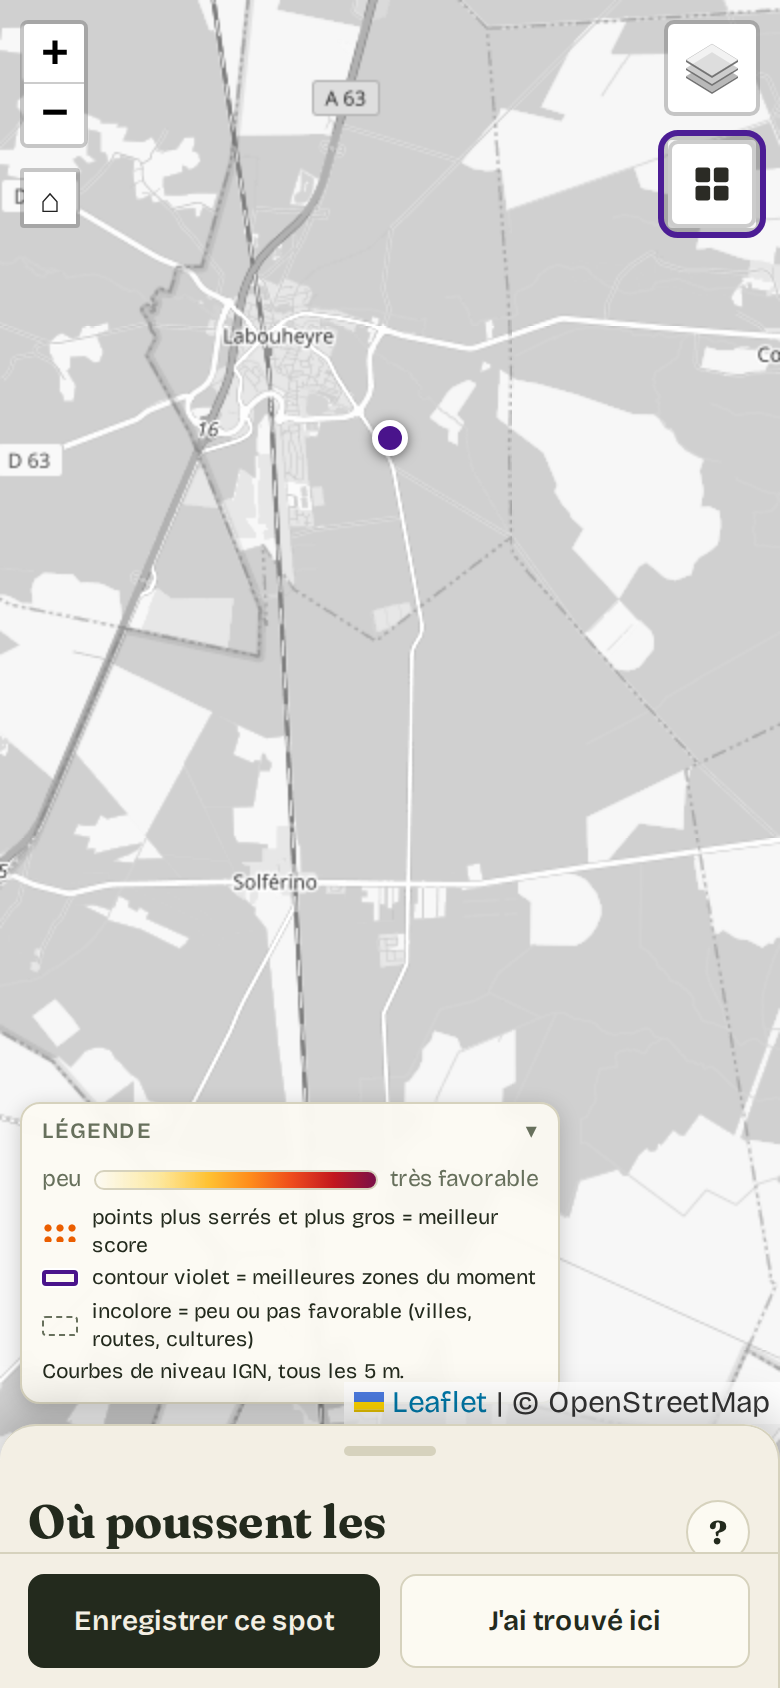 +
A 63
−
Labouheyre
16
D 63
Solférino
LÉGENDE ▼
peu très favorable
points plus serrés et plus gros = meilleur
score
contour violet = meilleures zones du moment
incolore = peu ou pas favorable (villes,
routes, cultures)
Courbes de niveau IGN, tous les 5 m.
Leaflet | © OpenStreetMap
Où poussent les
?
Enregistrer ce spot
J'ai trouvé ici